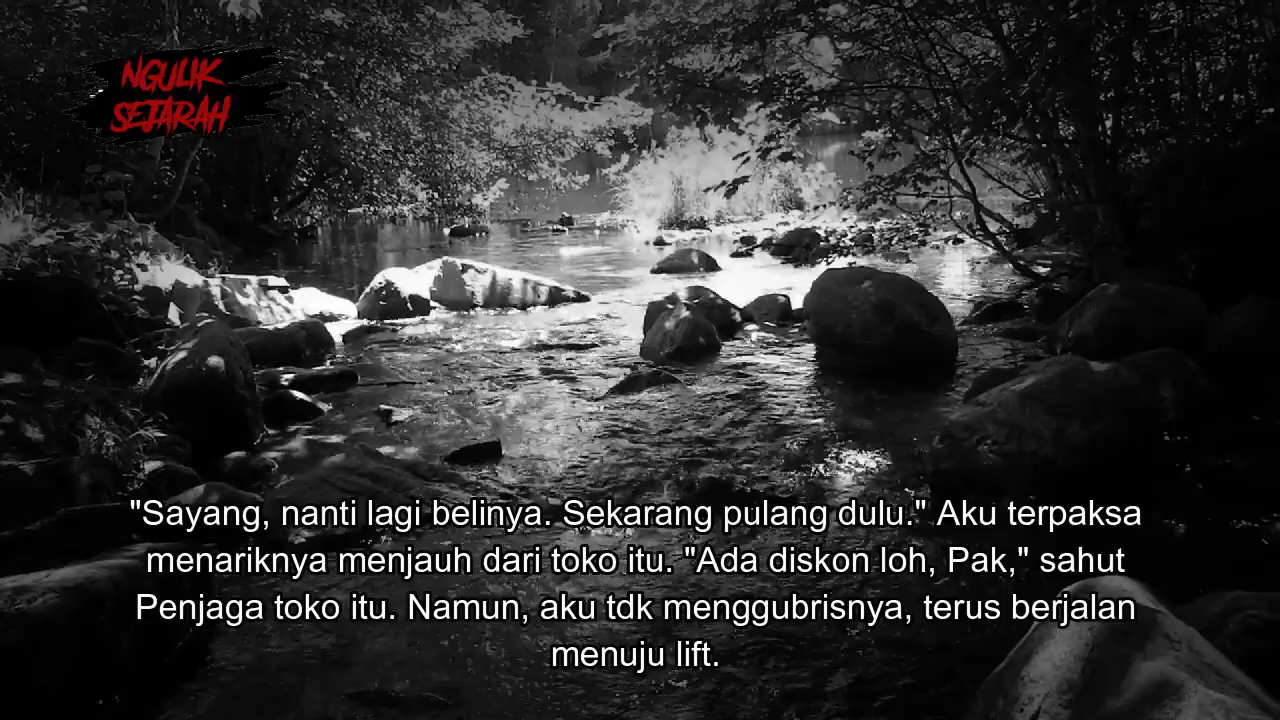 NGULIK
SEJARAH
"Sayang, nanti lagi belinya. Sekarang pulang dulu." Aku terpaksa
menariknya menjauh dari toko itu. "Ada diskon loh, Pak," sahut
Penjaga toko itu. Namun, aku tdk menggubrisnya, terus berjalan
menuju lift.